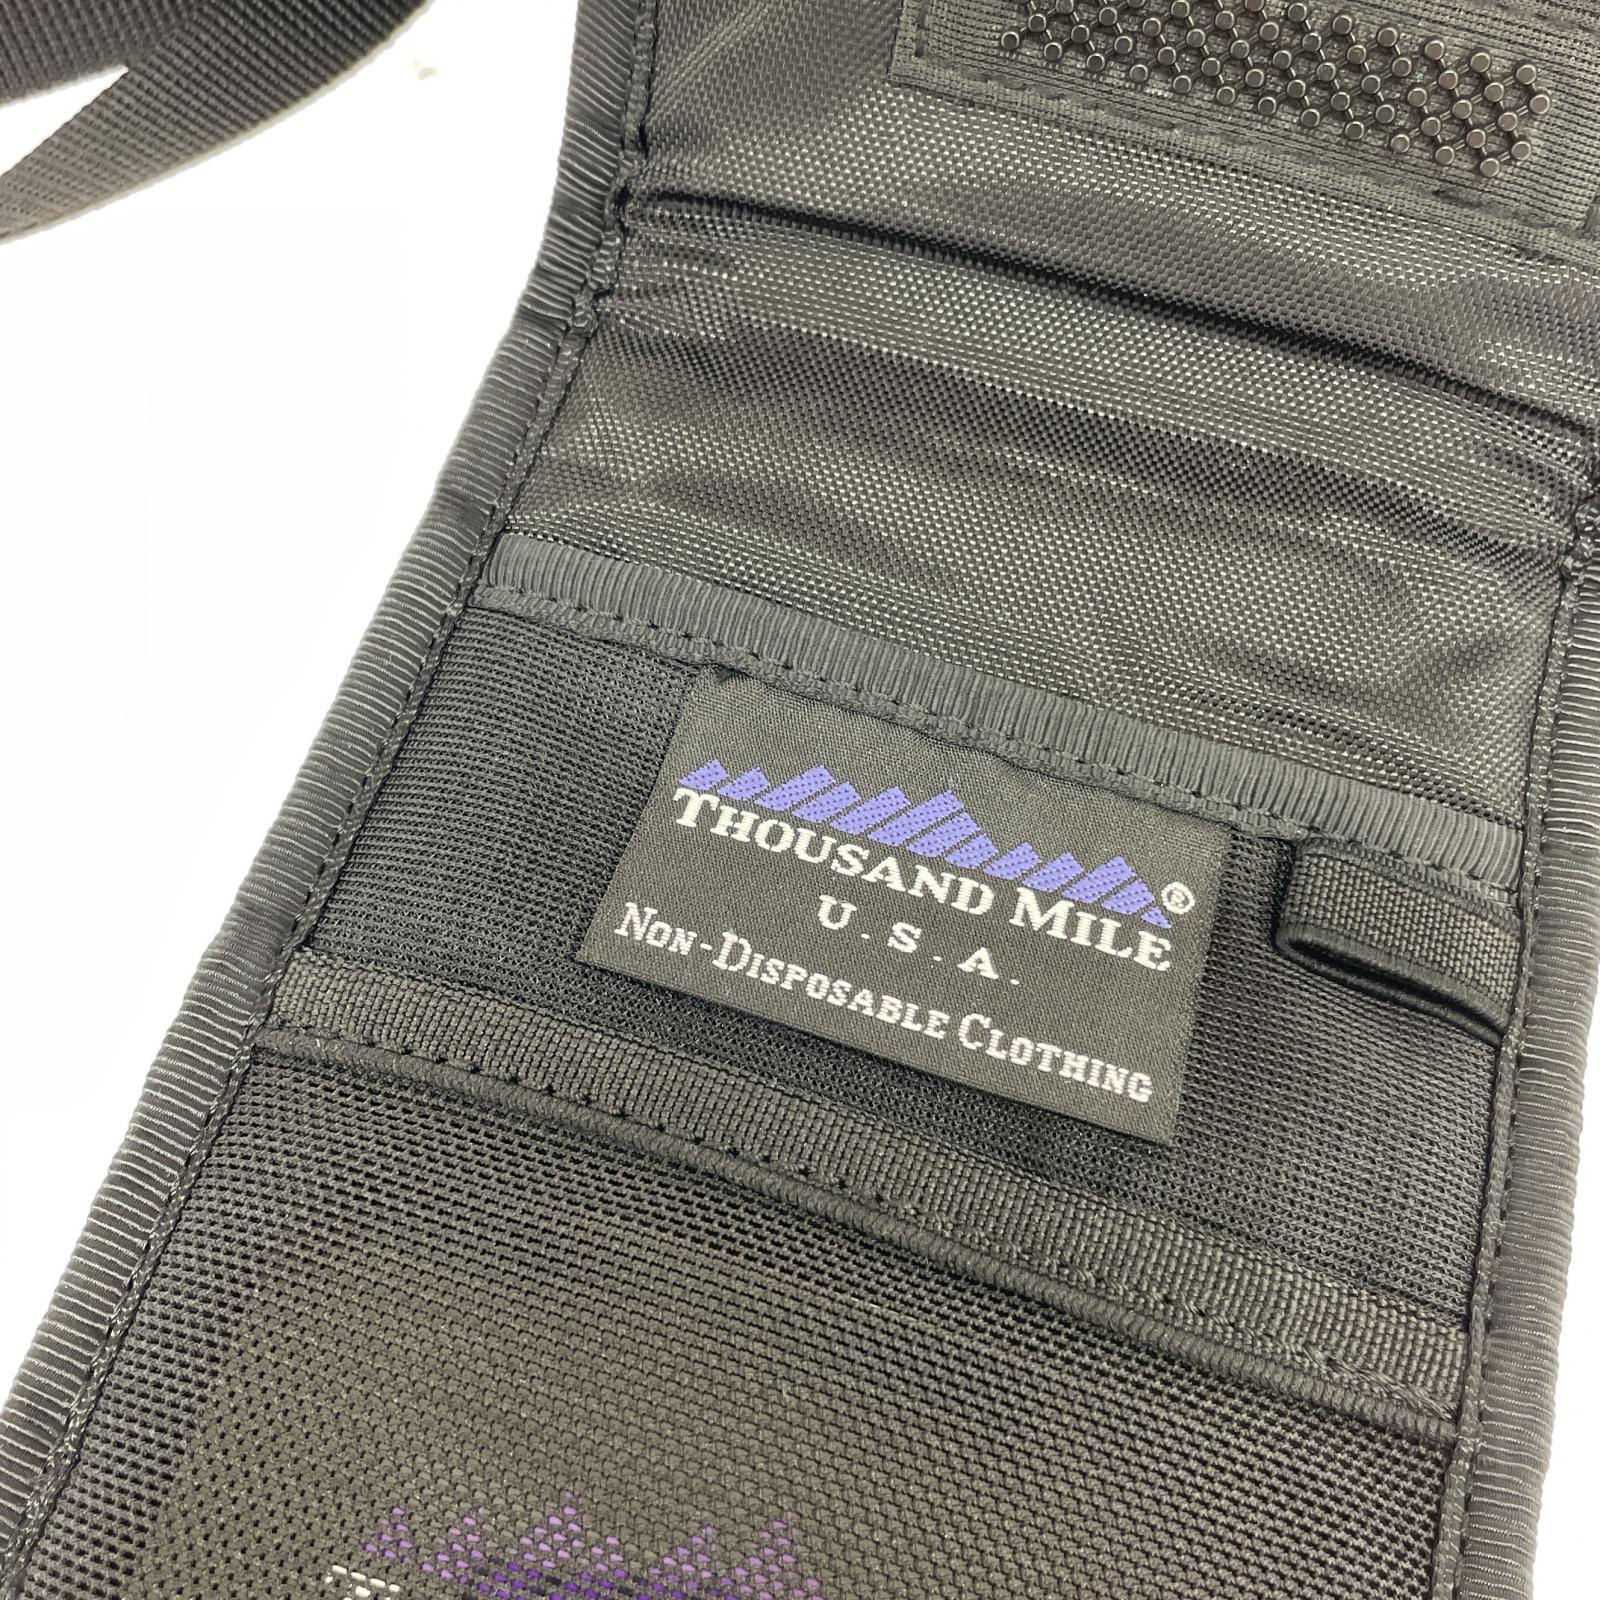 THOUSAND MILE®
U.S.A.
NON-DISPOSABLE CLOTHING